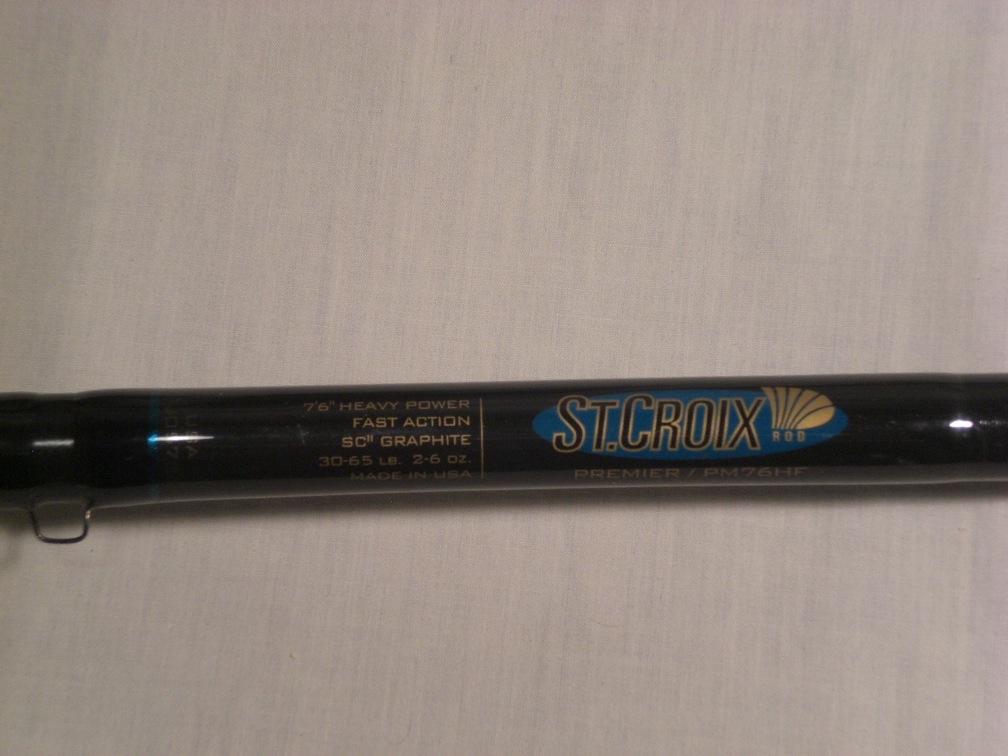 7'6" HEAVY POWER
FAST ACTION
SCII GRAPHITE
30-65 LB. 2-6 OZ.
MADE IN USA
ST.CROIX
ROD
PREMIER / PM76HF